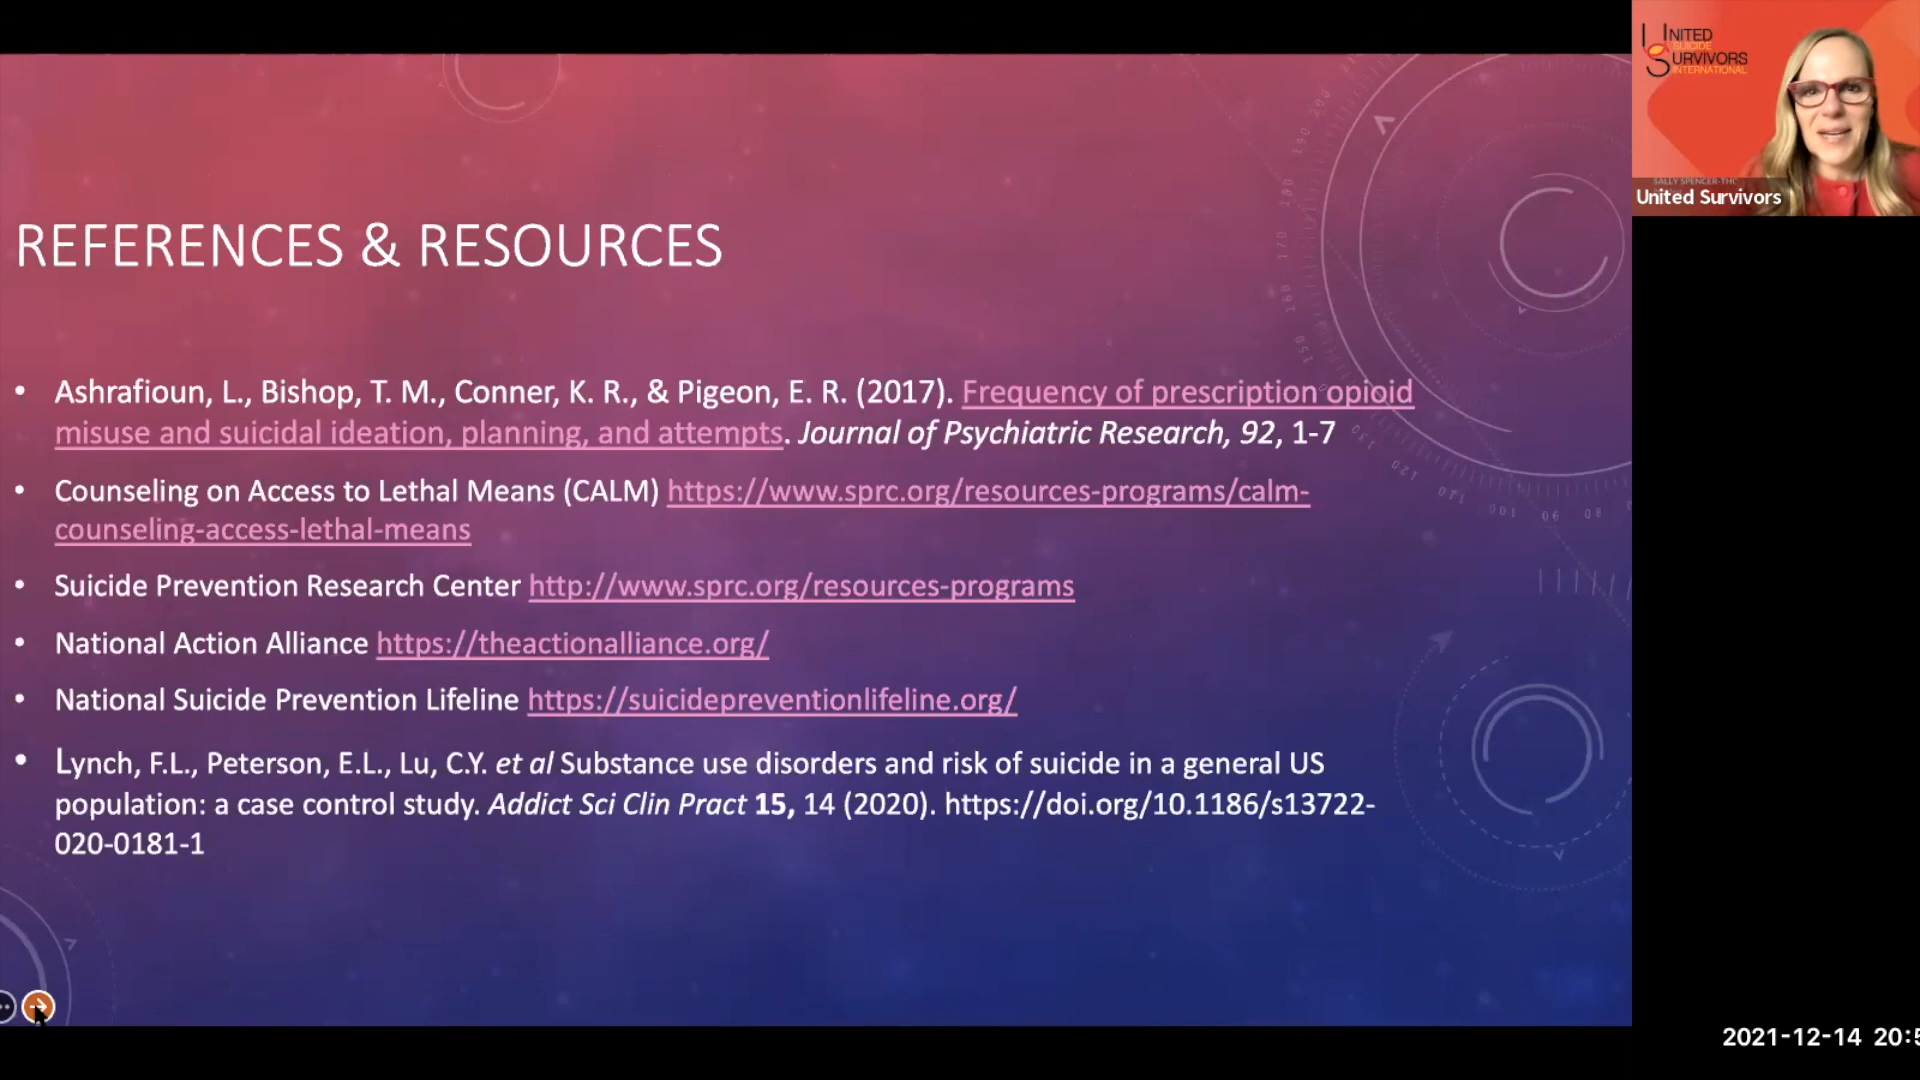 UNITED
SUICIDE
SURVIVORS
INTERNATIONAL
United Survivors
REFERENCES & RESOURCES
• Ashrafioun, L., Bishop, T. M., Conner, K. R., & Pigeon, E. R. (2017). Frequency of prescription opioid
misuse and suicidal ideation, planning, and attempts. Journal of Psychiatric Research, 92, 1-7
• Counseling on Access to Lethal Means (CALM) https://www.sprc.org/resources-programs/calm-
counseling-access-lethal-means
• Suicide Prevention Research Center http://www.sprc.org/resources-programs
• National Action Alliance https://theactionalliance.org/
• National Suicide Prevention Lifeline https://suicidepreventionlifeline.org/
• Lynch, F.L., Peterson, E.L., Lu, C.Y. et al Substance use disorders and risk of suicide in a general US
population: a case control study. Addict Sci Clin Pract 15, 14 (2020). https://doi.org/10.1186/s13722-
020-0181-1
2021-12-14 20:5